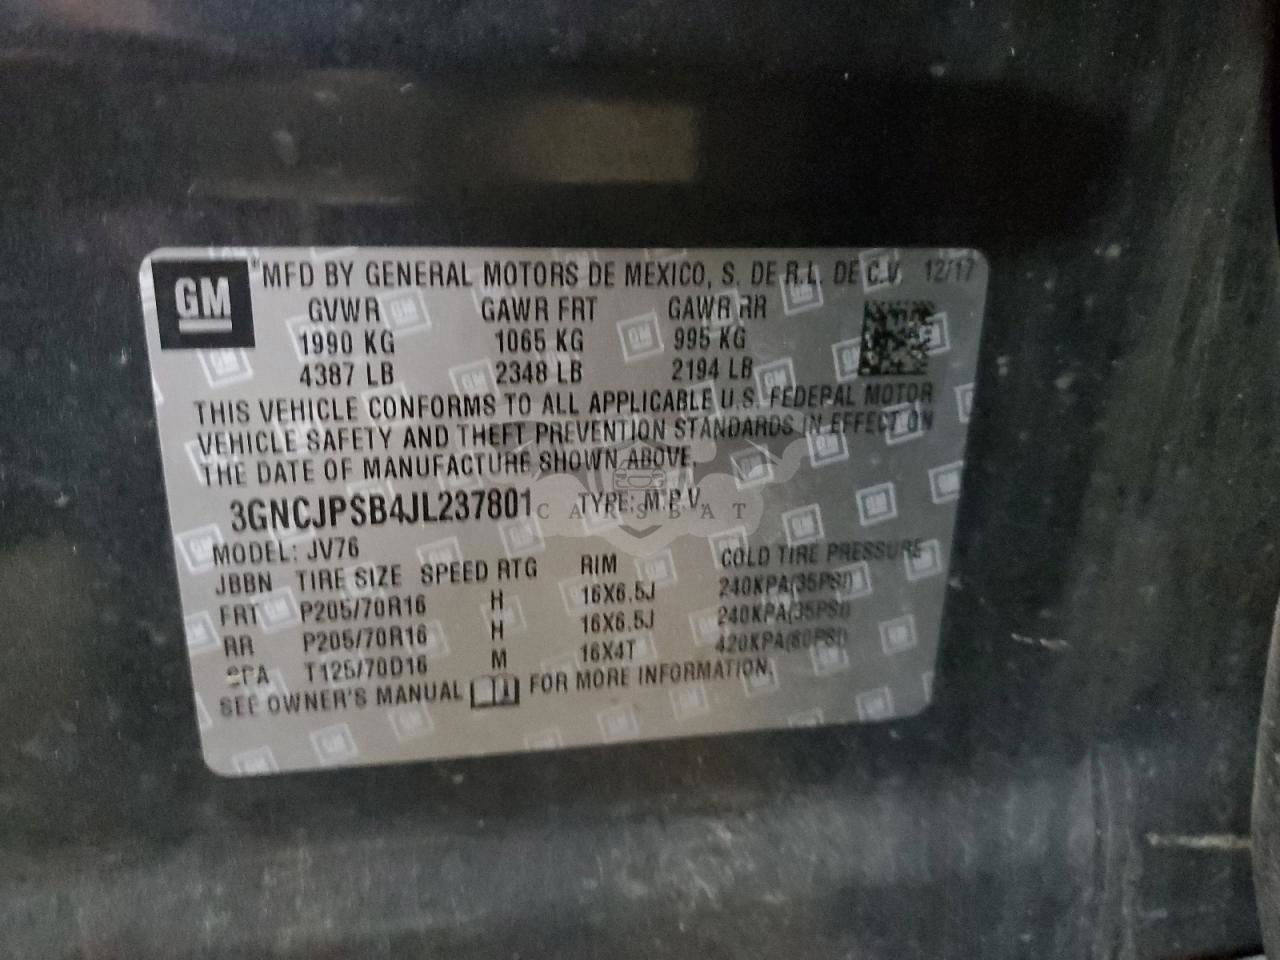 GM MFD BY GENERAL MOTORS DE MEXICO, S. DE R.L. DE C.V. 12/17
GVWR GAWR FRT GAWR RR
1990 KG 1065 KG 995 KG
4387 LB 2348 LB 2194 LB
THIS VEHICLE CONFORMS TO ALL APPLICABLE U.S. FEDERAL MOTOR
VEHICLE SAFETY AND THEFT PREVENTION STANDARDS IN EFFECT ON
THE DATE OF MANUFACTURE SHOWN ABOVE.
3GNCJPSB4JL237801 TYPE: M.P.V.
CARSBAT
MODEL: JV76
JBBN TIRE SIZE SPEED RTG RIM COLD TIRE PRESSURE
FRT P205/70R16 H 16X6.5J 240KPA(35PSI)
RR P205/70R16 H 16X6.5J 240KPA(35PSI)
SPA T125/70D16 M 16X4T 420KPA(60PSI)
SEE OWNER'S MANUAL FOR MORE INFORMATION.